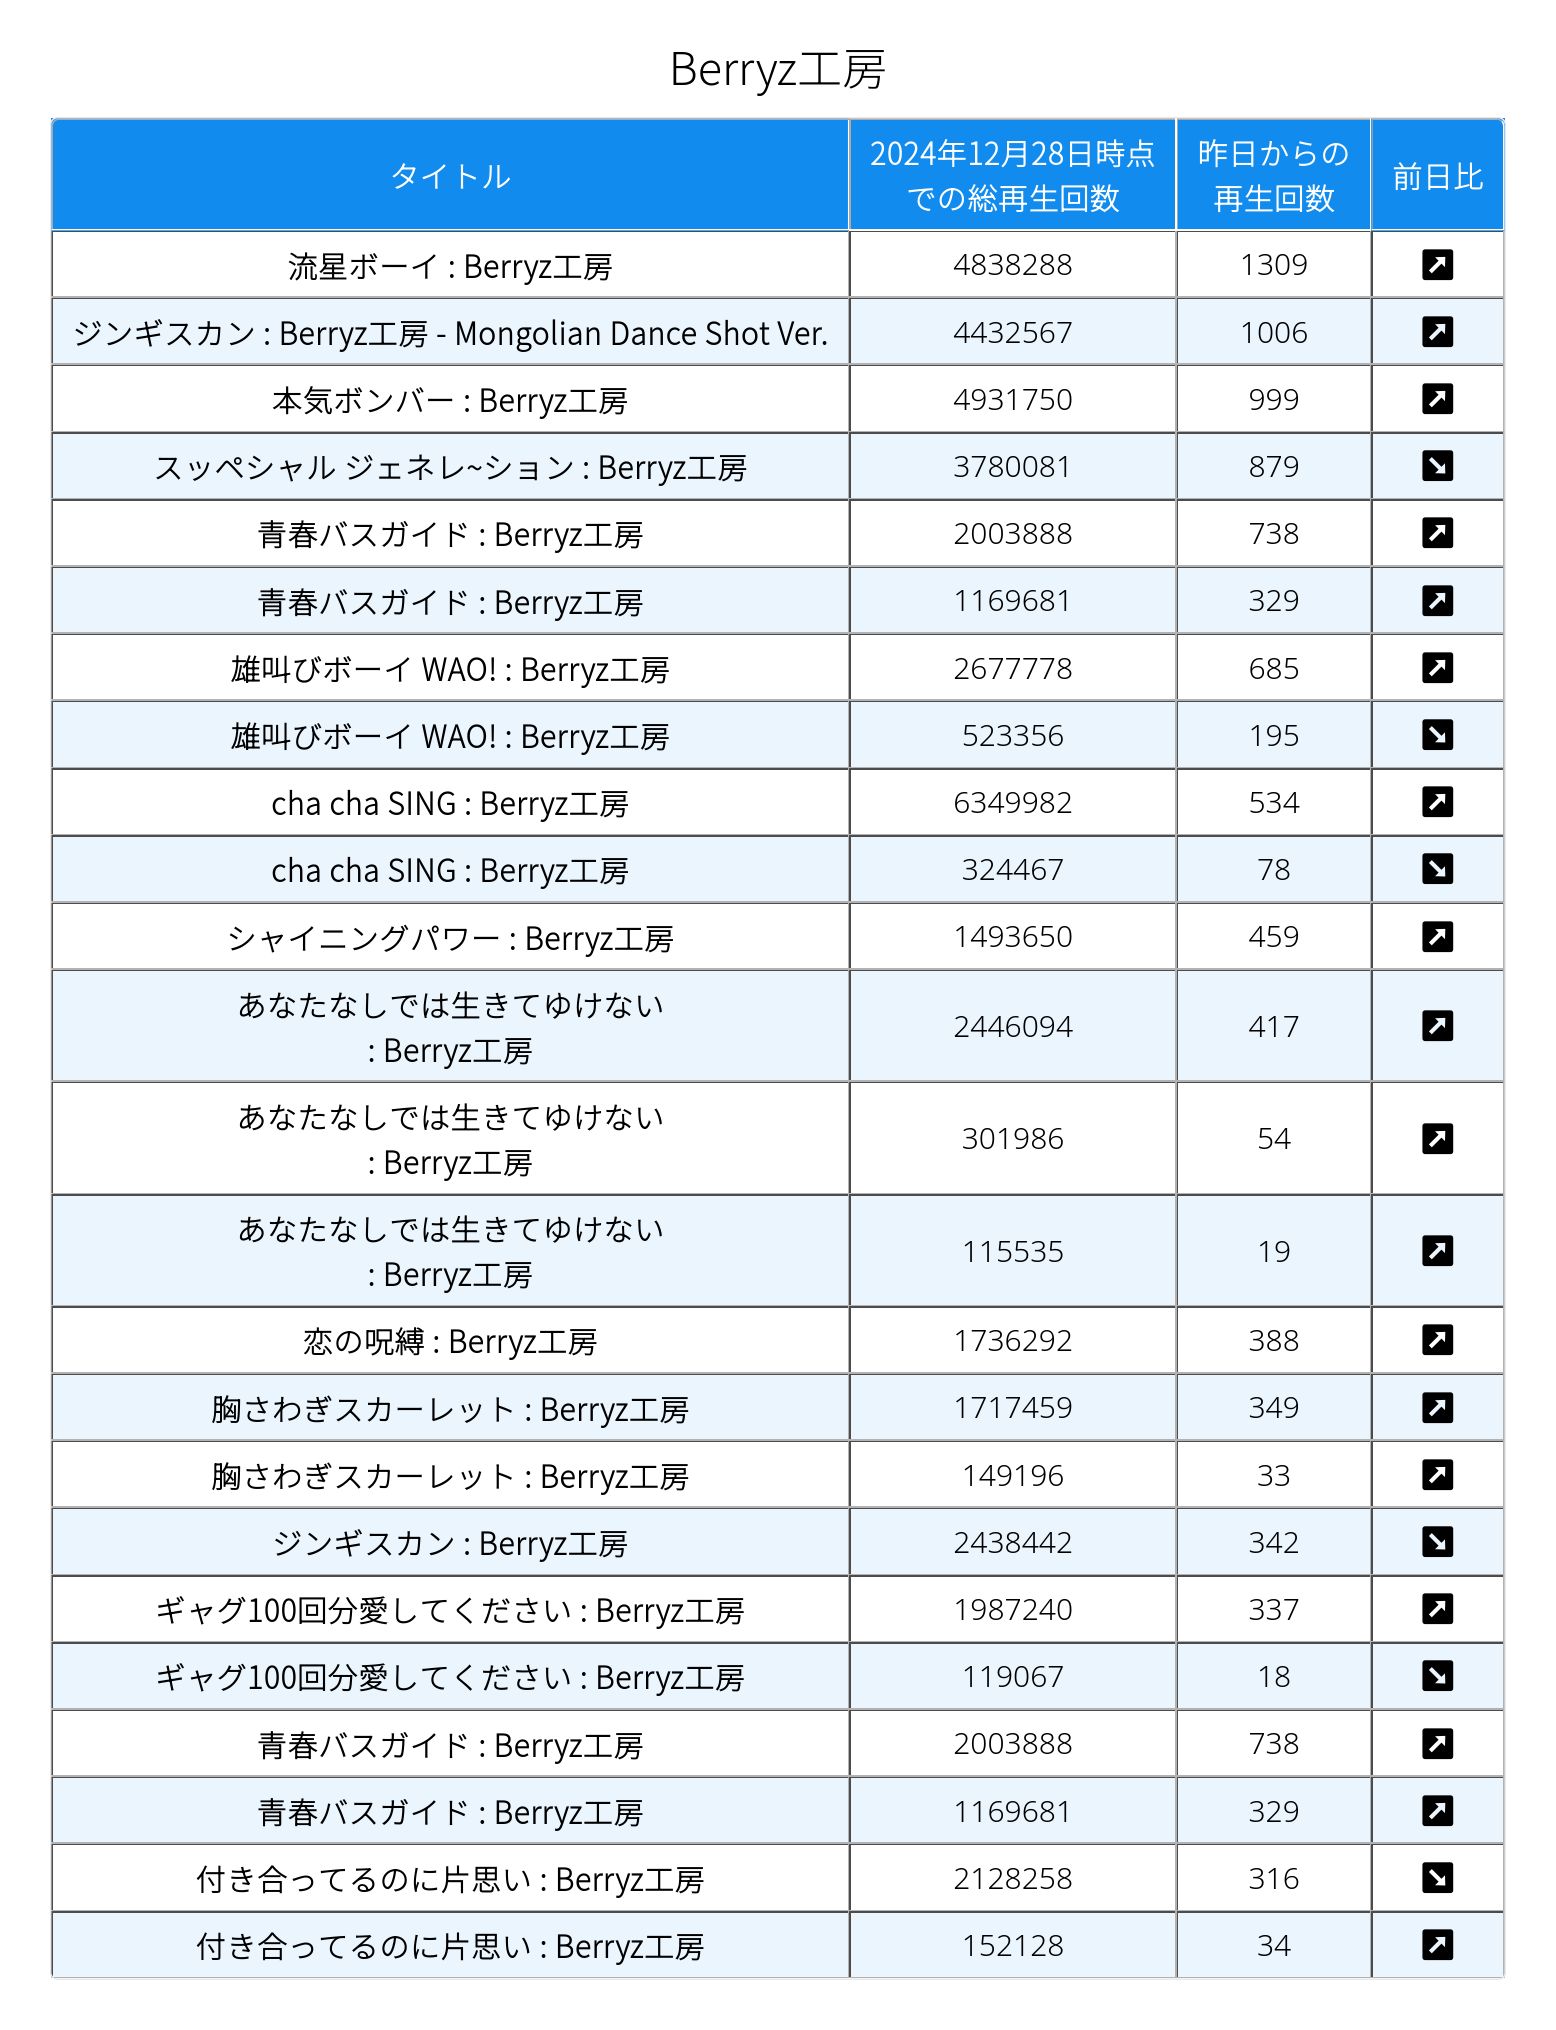 Berryz工房
タイトル
2024年12月28日時点
での総再生回数
昨日からの
再生回数
前日比
流星ボーイ : Berryz工房 4838288 1309 ↗
ジンギスカン : Berryz工房 - Mongolian Dance Shot Ver. 4432567 1006 ↗
本気ボンバー : Berryz工房 4931750 999 ↗
スッペシャル ジェネレ~ション : Berryz工房 3780081 879 ↘
青春バスガイド : Berryz工房 2003888 738 ↗
青春バスガイド : Berryz工房 1169681 329 ↗
雄叫びボーイ WAO! : Berryz工房 2677778 685 ↗
雄叫びボーイ WAO! : Berryz工房 523356 195 ↘
cha cha SING : Berryz工房 6349982 534 ↗
cha cha SING : Berryz工房 324467 78 ↘
シャイニングパワー : Berryz工房 1493650 459 ↗
あなたなしでは生きてゆけない
: Berryz工房 2446094 417 ↗
あなたなしでは生きてゆけない
: Berryz工房 301986 54 ↗
あなたなしでは生きてゆけない
: Berryz工房 115535 19 ↗
恋の呪縛 : Berryz工房 1736292 388 ↗
胸さわぎスカーレット : Berryz工房 1717459 349 ↗
胸さわぎスカーレット : Berryz工房 149196 33 ↗
ジンギスカン : Berryz工房 2438442 342 ↘
ギャグ100回分愛してください : Berryz工房 1987240 337 ↗
ギャグ100回分愛してください : Berryz工房 119067 18 ↘
青春バスガイド : Berryz工房 2003888 738 ↗
青春バスガイド : Berryz工房 1169681 329 ↗
付き合ってるのに片思い : Berryz工房 2128258 316 ↘
付き合ってるのに片思い : Berryz工房 152128 34 ↗